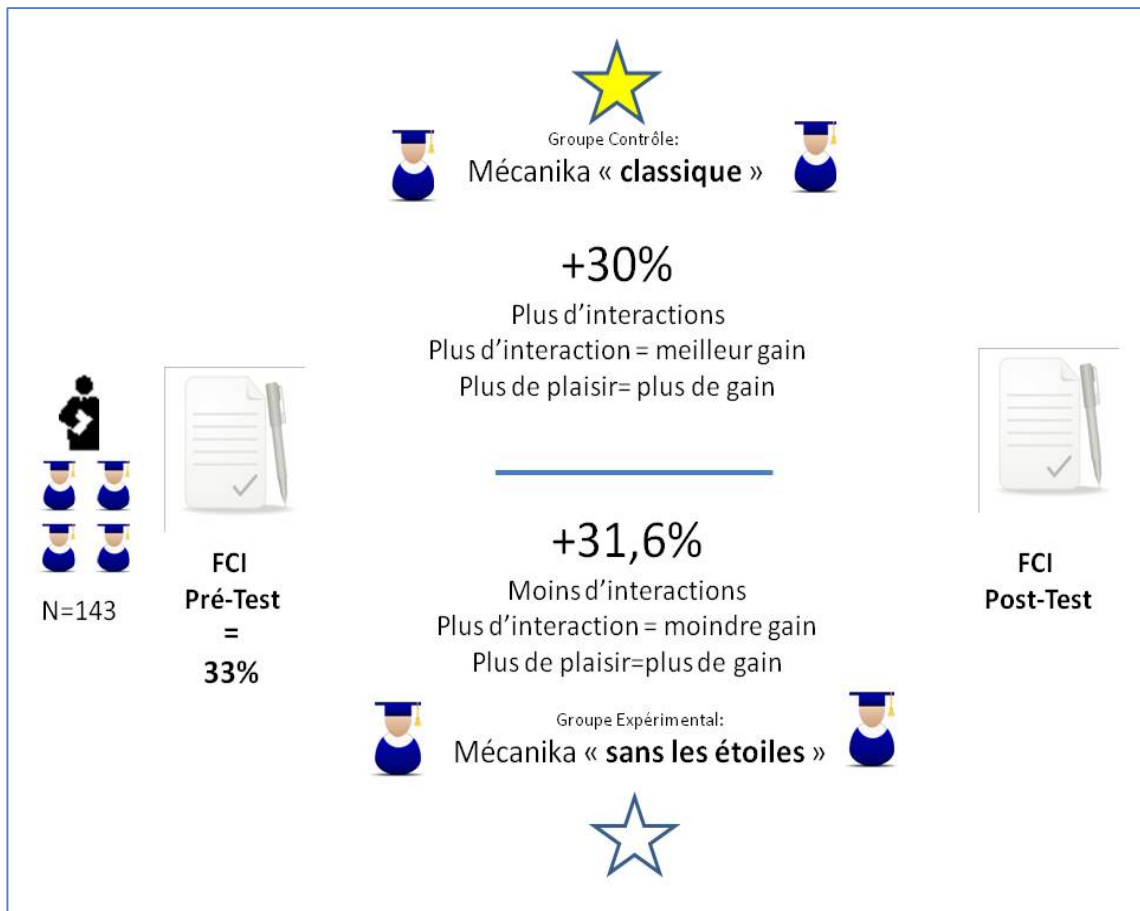 Groupe Contrôle:
Mécanika « classique »
+30%
Plus d'interactions
Plus d'interaction = meilleur gain
Plus de plaisir= plus de gain
N=143
FCI
Pré-Test
=
33%
+31,6%
Moins d'interactions
Plus d'interaction = moindre gain
Plus de plaisir=plus de gain
Groupe Expérimental:
Mécanika « sans les étoiles »
FCI
Post-Test